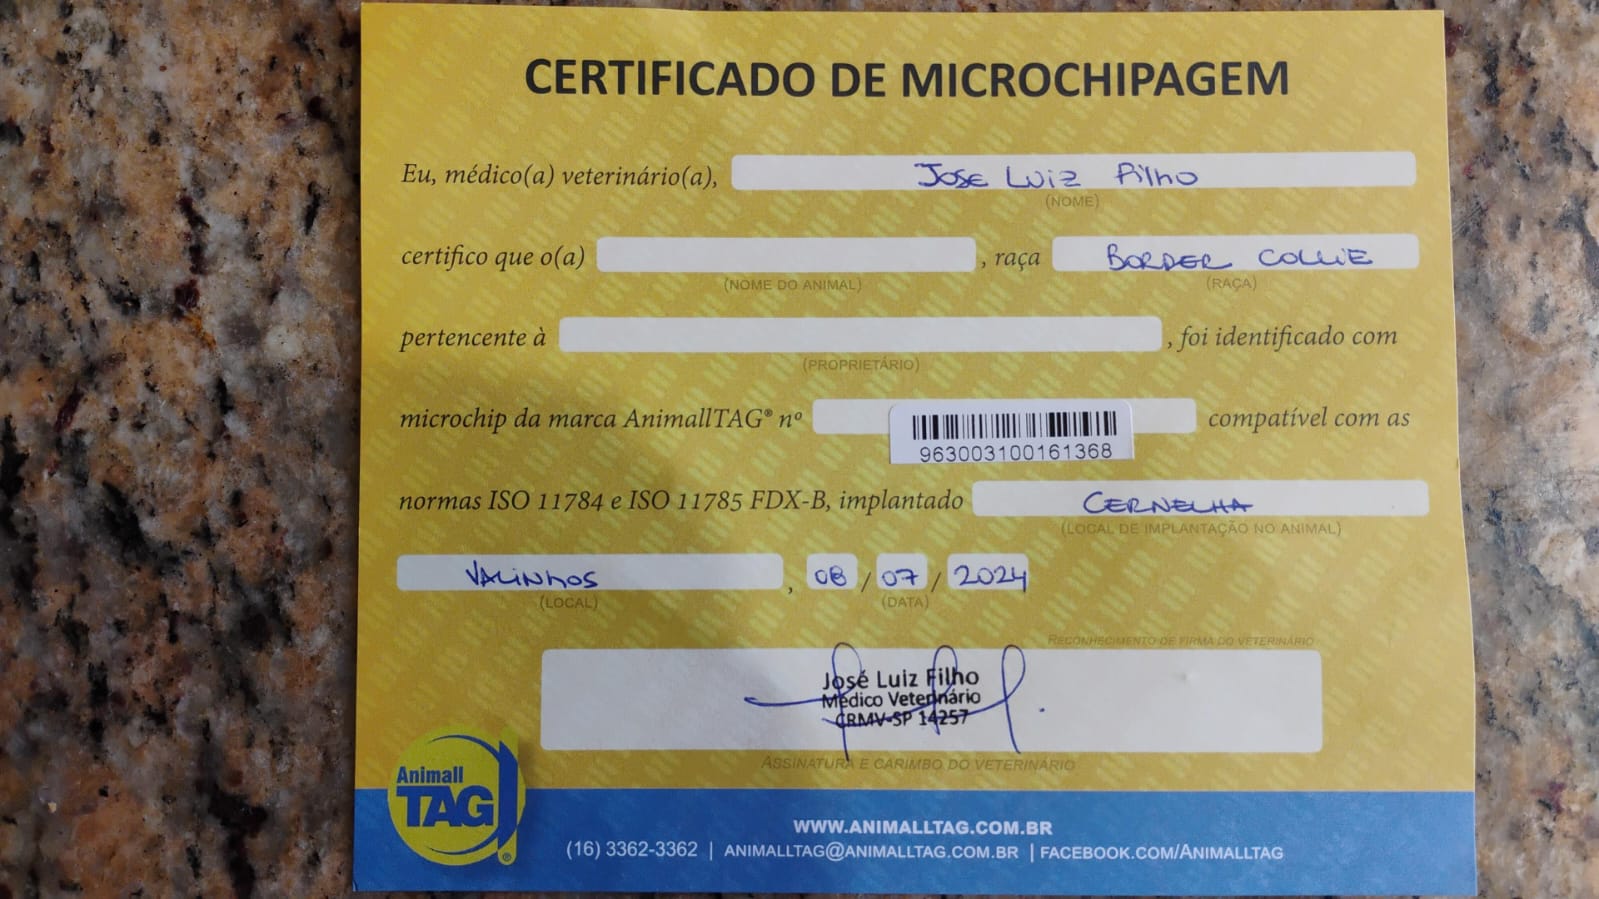 CERTIFICADO DE MICROCHIPAGEM
Eu, médico(a) veterinário(a), Jose Luiz Filho
(NOME)
certifico que o(a) , raça BORDER COLLIE
(NOME DO ANIMAL) (RAÇA)
pertencente à , foi identificado com
(PROPRIETÁRIO)
microchip da marca AnimallTAG® nº 963003100161368 compatível com as
normas ISO 11784 e ISO 11785 FDX-B, implantado CERNELHA
(LOCAL DE IMPLANTAÇÃO NO ANIMAL)
VALINHOS , 08 / 07 / 2024
(LOCAL) (DATA)
RECONHECIMENTO DE FIRMA DO VETERINÁRIO
José Luiz Filho
Médico Veterinário
CRMV-SP 14257
ASSINATURA E CARIMBO DO VETERINÁRIO
Animall
TAG®
WWW.ANIMALLTAG.COM.BR
(16) 3362-3362 | ANIMALLTAG@ANIMALLTAG.COM.BR | FACEBOOK.COM/ANIMALLTAG